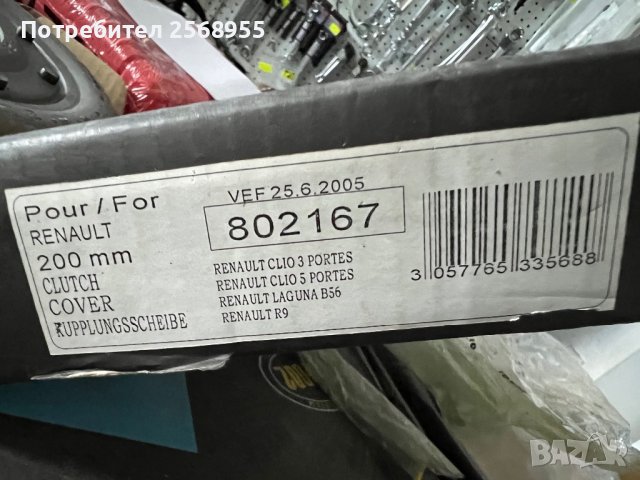 Потребител 2568955
Pour / For
RENAULT
200 mm
CLUTCH
COVER
KUPPLUNGSSCHEIBE
VEF 25.6.2005
802167
RENAULT CLIO 3 PORTES
RENAULT CLIO 5 PORTES
RENAULT LAGUNA B56
RENAULT R9
3 057765 335688
BAZAR